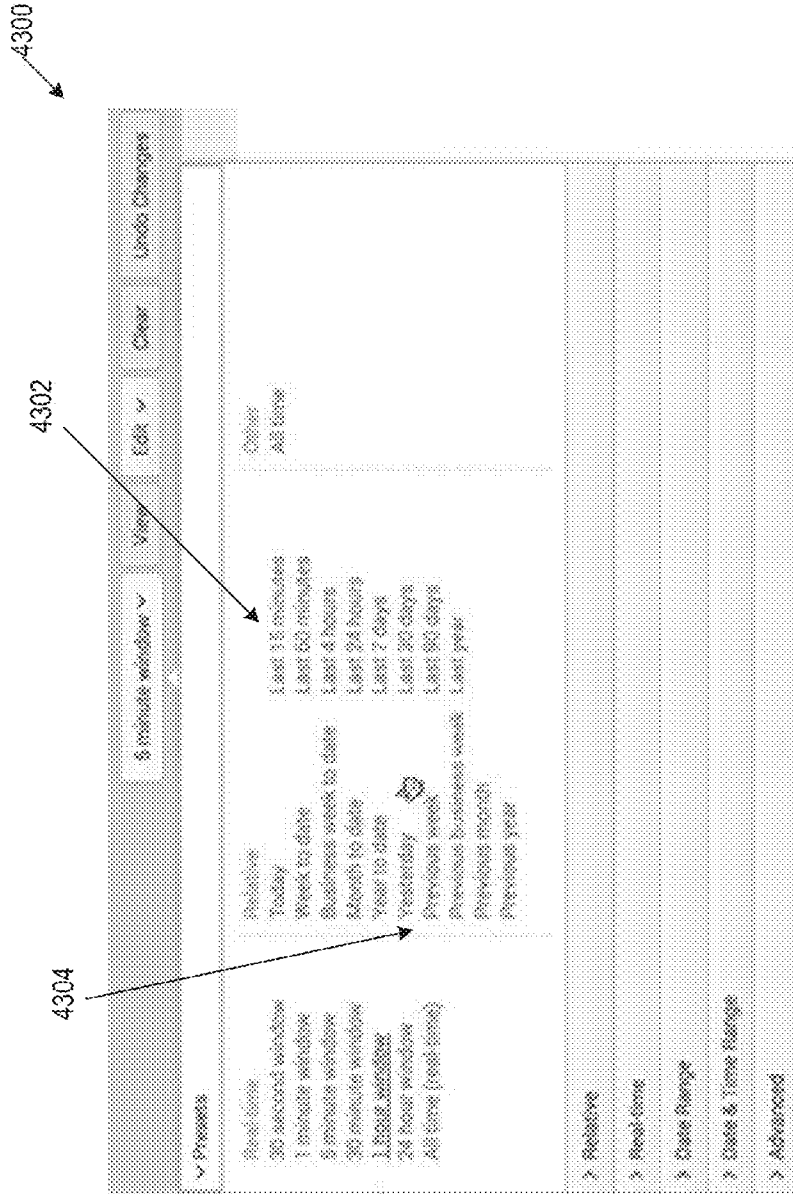 4300
4302
4304
5 minute window ∨ View Edit ∨ Clear Undo Changes
∨ Presets
Real-time
30 second window
1 minute window
5 minute window
30 minute window
1 hour window
24 hour window
All time (real-time)
Relative
Today
Week to date
Business week to date
Month to date
Year to date
Yesterday
Previous week
Previous business week
Previous month
Previous year
Last 15 minutes
Last 60 minutes
Last 4 hours
Last 24 hours
Last 7 days
Last 30 days
Last 90 days
Last year
Other
All time
> Relative
> Real-time
> Date Range
> Date & Time Range
> Advanced